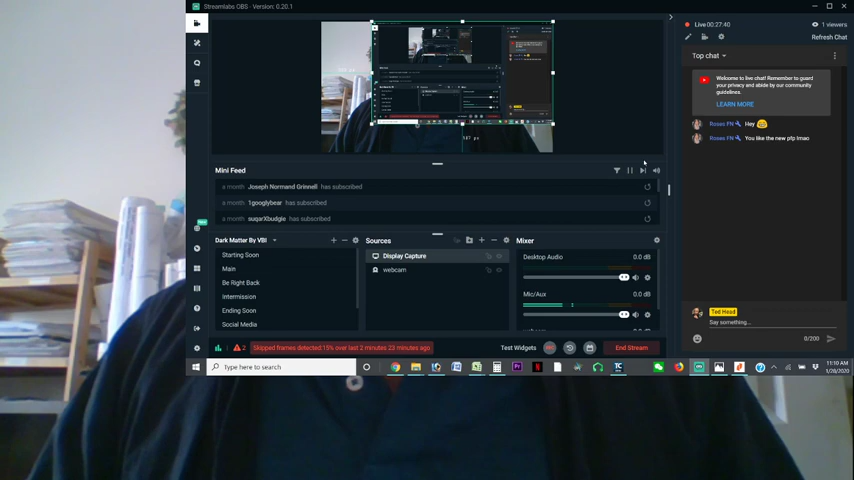 Streamlabs OBS - Version: 0.20.1
Live 00:27:40
1 viewers
Refresh Chat
Top chat
Welcome to live chat! Remember to guard
your privacy and abide by our community
guidelines.
LEARN MORE
Roses FN Hey
Roses FN You like the new pfp lmao
Mini Feed
a month Joseph Normand Grinnell has subscribed
a month 1googlybear has subscribed
a month sugarXbudgie has subscribed
Dark Matter By VBI
Starting Soon
Main
Be Right Back
Intermission
Ending Soon
Social Media
Sources
Display Capture
webcam
Mixer
Desktop Audio 0.0 dB
Mic/Aux 0.0 dB
Ted Head
Say something...
0/200
2
Skipped frames detected 15% over last 2 minutes 23 minutes ago
Test Widgets
REC
End Stream
Type here to search
11:10 AM
1/28/2020